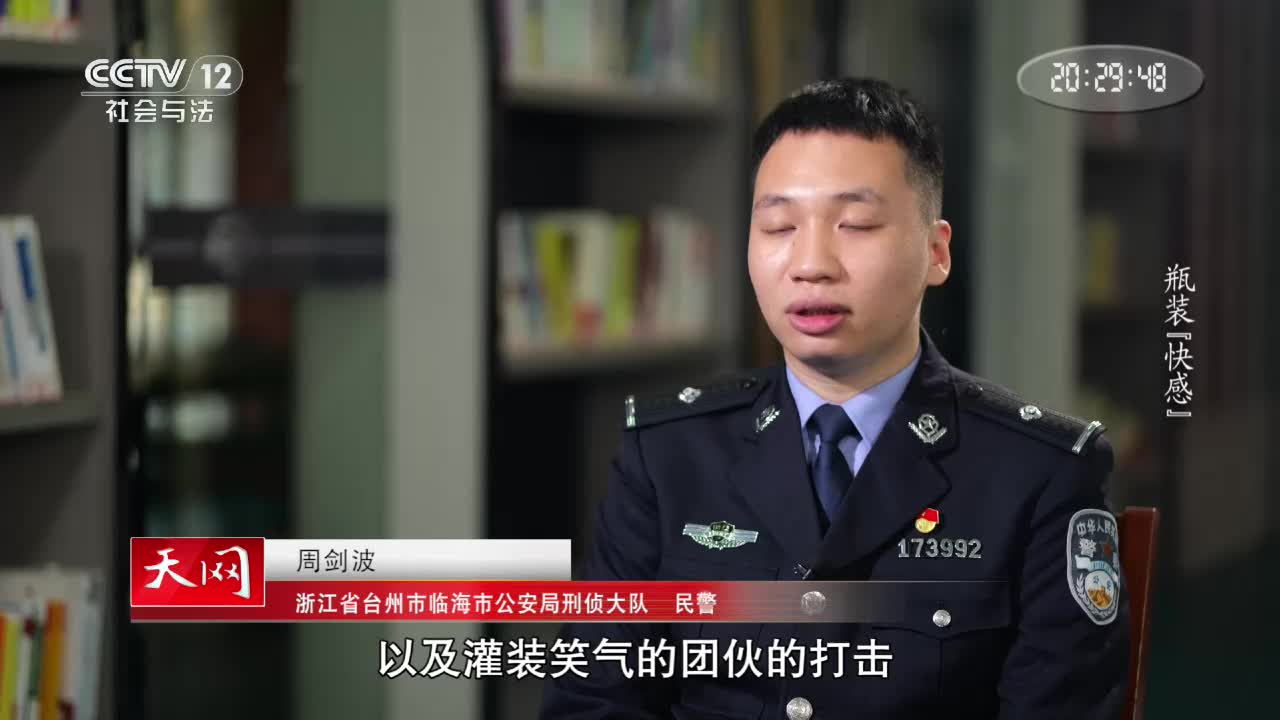 CCTV 12
社会与法
20:29:48
瓶装『快感』
173992
天网
周剑波
浙江省台州市临海市公安局刑侦大队 民警
以及灌装笑气的团伙的打击